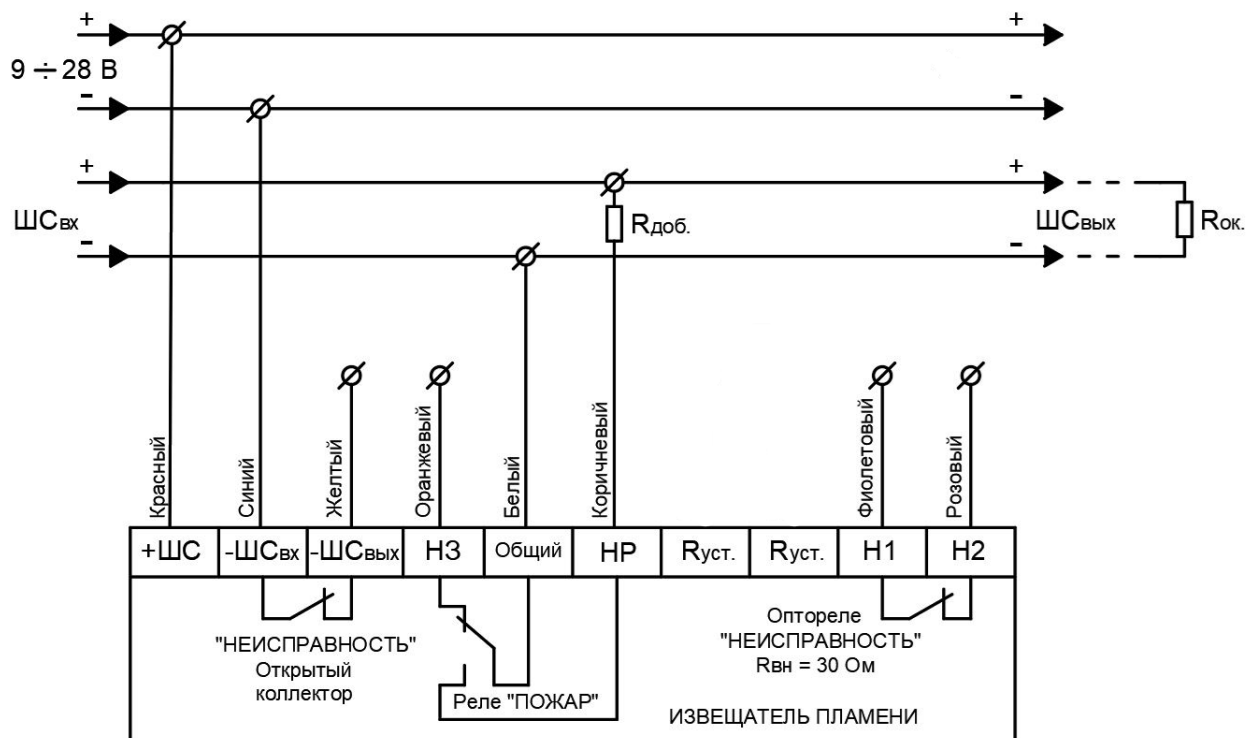 + +
9 ÷ 28 В
- -
+ +
ШСвх Rдоб. ШСвых Rок.
- -
Красный
Синий
Желтый
Оранжевый
Белый
Коричневый
Фиолетовый
Розовый
+ШС -ШСвх -ШСвых НЗ Общий НР Rуст. Rуст. Н1 Н2
"НЕИСПРАВНОСТЬ"
Открытый
коллектор
Реле "ПОЖАР"
Оптореле
"НЕИСПРАВНОСТЬ"
Rвн = 30 Ом
ИЗВЕЩАТЕЛЬ ПЛАМЕНИ